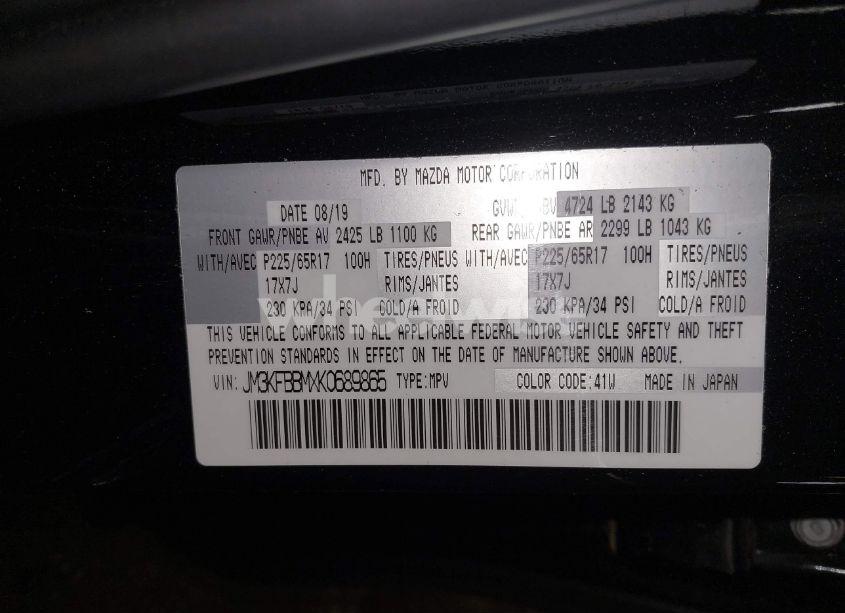 MFD. BY MAZDA MOTOR CORPORATION
DATE 08/19 4724 LB 2143 KG
FRONT GAWR/PNBE AV 2425 LB 1100 KG REAR GAWR/PNBE AR 2299 LB 1043 KG
WITH/AVEC P225/65R17 100H TIRES/PNEUS WITH/AVEC P225/65R17 100H TIRES/PNEUS
17X7J RIMS/JANTES 17X7J RIMS/JANTES
230 KPA/34 PSI COLD/A FROID 230 KPA/34 PSI COLD/A FROID
THIS VEHICLE CONFORMS TO ALL APPLICABLE FEDERAL MOTOR VEHICLE SAFETY AND THEFT
PREVENTION STANDARDS IN EFFECT ON THE DATE OF MANUFACTURE SHOWN ABOVE.
VIN: JM3KFBBMXK0689865 TYPE:MPV COLOR CODE:41W MADE IN JAPAN